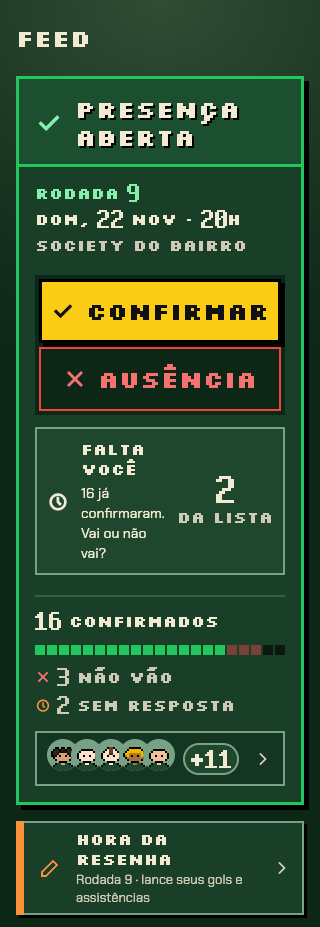 FEED
PRESENÇA
ABERTA
RODADA 9
DOM, 22 NOV · 20H
SOCIETY DO BAIRRO
CONFIRMAR
AUSÊNCIA
FALTA
VOCÊ
16 já
confirmaram.
Vai ou não
vai?
2
DA LISTA
16 CONFIRMADOS
3 NÃO VÃO
2 SEM RESPOSTA
+11
HORA DA
RESENHA
Rodada 9 · lance seus gols e
assistências